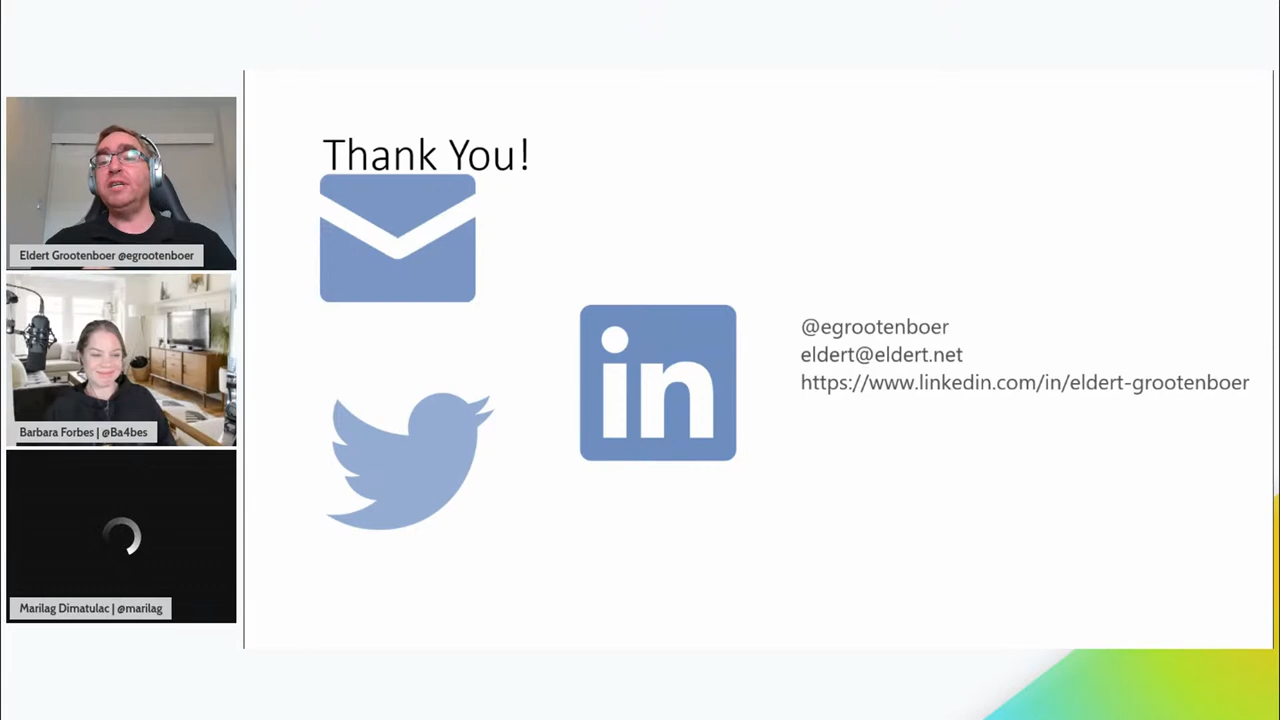 Thank You!
Eldert Grootenboer @egrootenboer
in
@egrootenboer
eldert@eldert.net
https://www.linkedin.com/in/eldert-grootenboer
Barbara Forbes | @Ba4bes
Marilag Dimatulac | @marilag